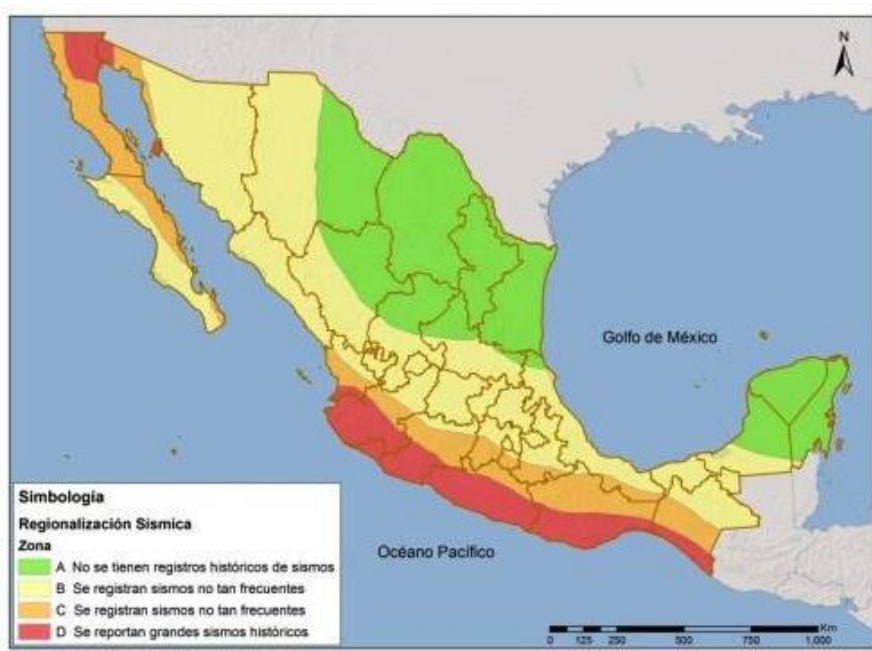 N
Golfo de México
Océano Pacífico
Simbología
Regionalización Sísmica
Zona
A No se tienen registros históricos de sismos
B Se registran sismos no tan frecuentes
C Se registran sismos no tan frecuentes
D Se reportan grandes sismos históricos
Km
0 125 250 500 750 1,000